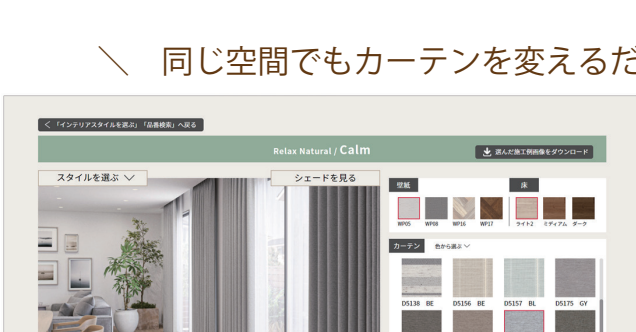 ＼ 同じ空間でもカーテンを変えるだ
く 「インテリアスタイルを選ぶ」「品番検索」へ戻る
Relax Natural / Calm
選んだ施工例画像をダウンロード
スタイルを選ぶ
シェードを見る
壁紙
床
WP05 WP08 WP16 WP17 ライト2 ミディアム ダーク
カーテン 色から選ぶ
D5138 BE D5156 BE D5157 BL D5175 GY